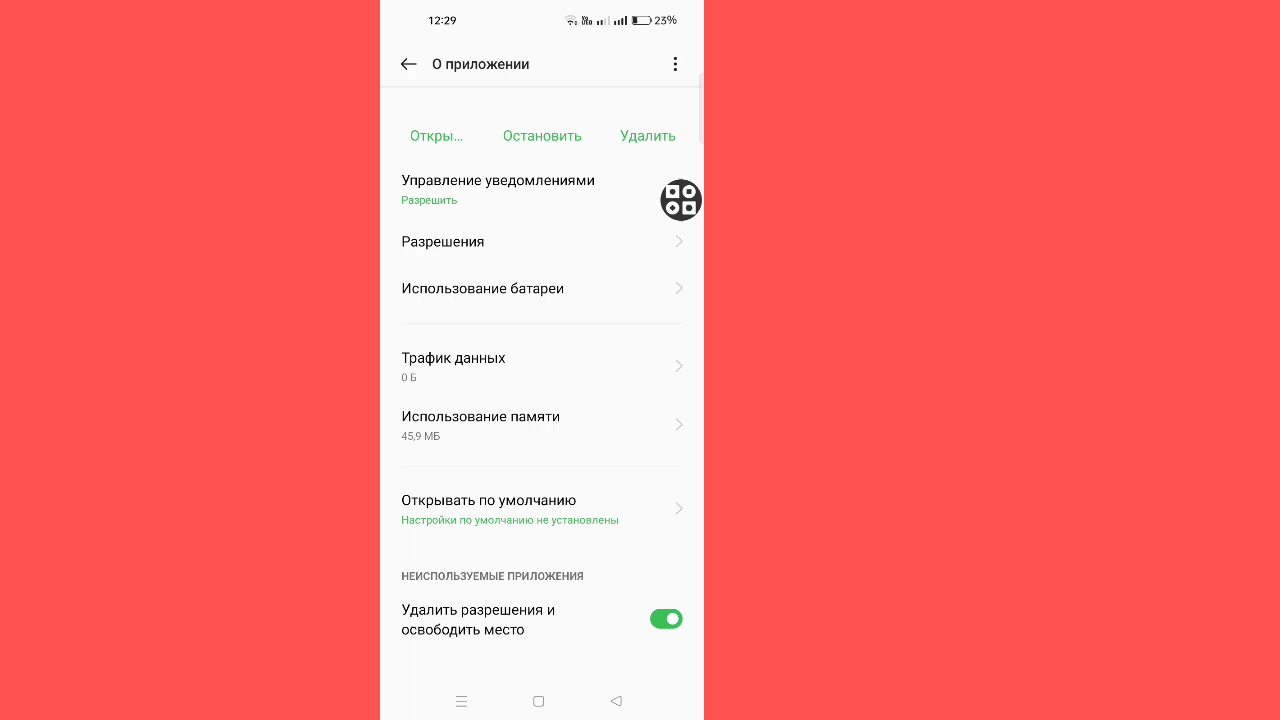 12:29
23%
О приложении
Откры...
Остановить
Удалить
Управление уведомлениями
Разрешить
Разрешения
Использование батареи
Трафик данных
0 Б
Использование памяти
45,9 МБ
Открывать по умолчанию
Настройки по умолчанию не установлены
НЕИСПОЛЬЗУЕМЫЕ ПРИЛОЖЕНИЯ
Удалить разрешения и
освободить место